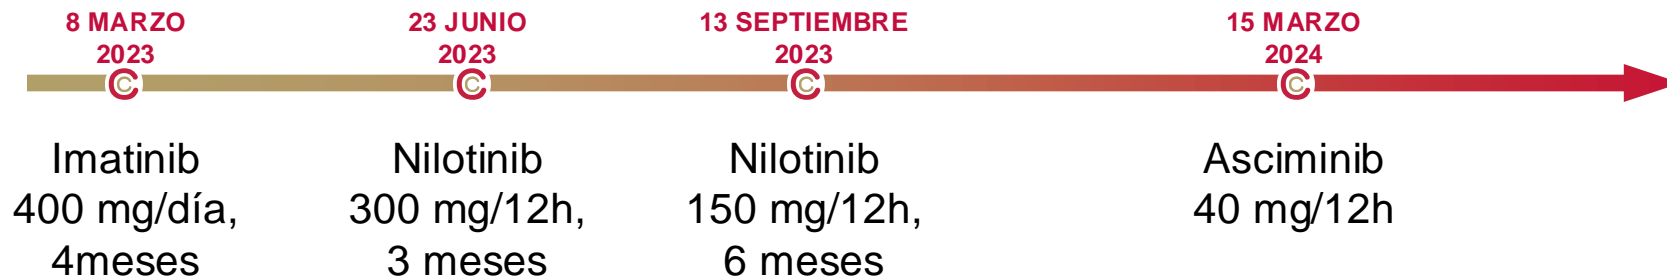 8 MARZO
2023
23 JUNIO
2023
13 SEPTIEMBRE
2023
15 MARZO
2024
Imatinib
400 mg/día,
4meses
Nilotinib
300 mg/12h,
3 meses
Nilotinib
150 mg/12h,
6 meses
Asciminib
40 mg/12h